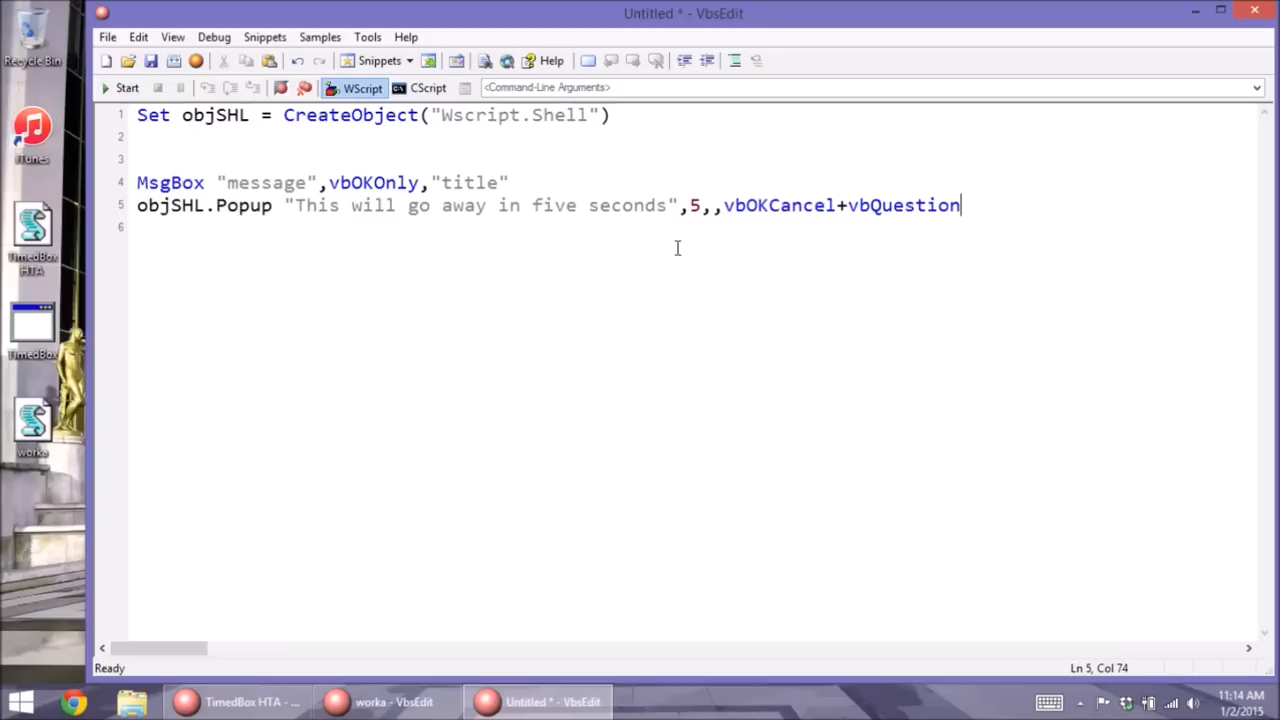 Untitled * - VbsEdit
File Edit View Debug Snippets Samples Tools Help
Snippets Help
Start WScript CScript <Command-Line Arguments>
1 Set objSHL = CreateObject("Wscript.Shell")
2
3
4 MsgBox "message",vbOKOnly,"title"
5 objSHL.Popup "This will go away in five seconds",5,,vbOKCancel+vbQuestion
6
Recycle Bin
iTunes
TimedBox
HTA
TimedBox
worka
Ready Ln 5, Col 74
TimedBox HTA - ... worka - VbsEdit Untitled * - VbsEdit
11:14 AM
1/2/2015